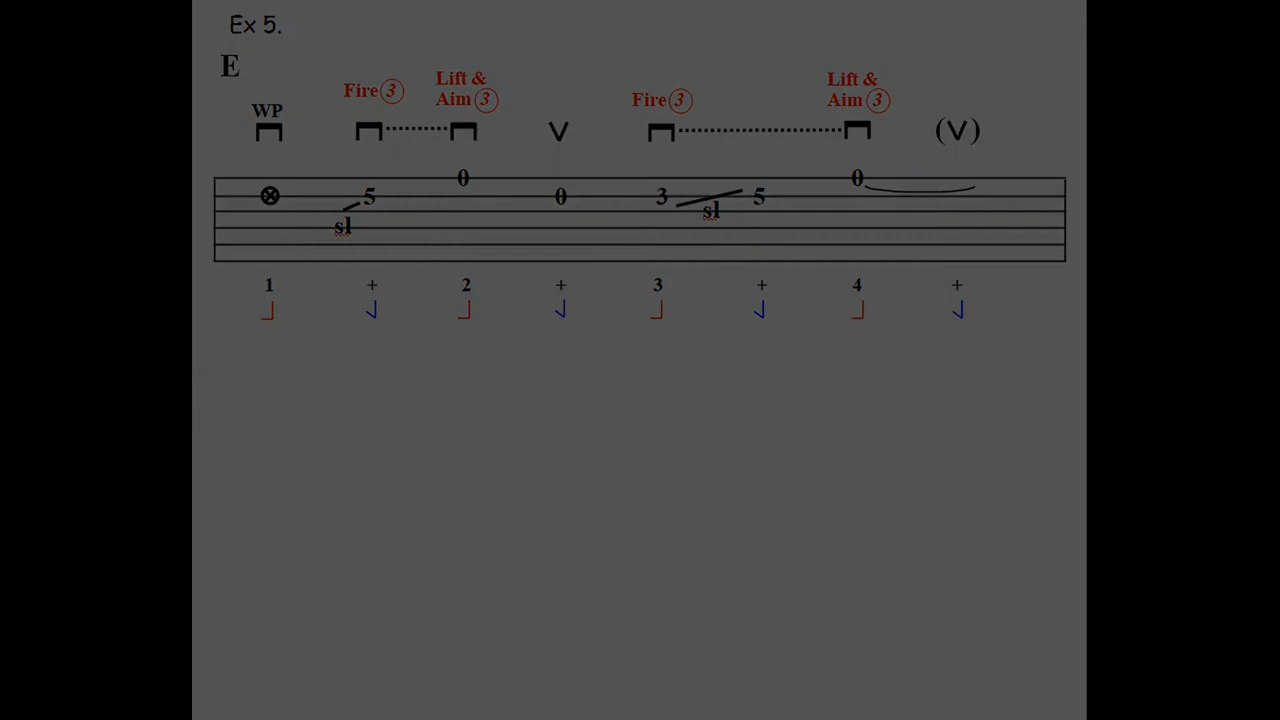 Ex 5.
E
WP
Fire ③
Lift &
Aim ③
V
Fire ③
Lift &
Aim ③
(V)
⊗ sl 5 0 0 3 sl 5 0
1 + 2 + 3 + 4 +